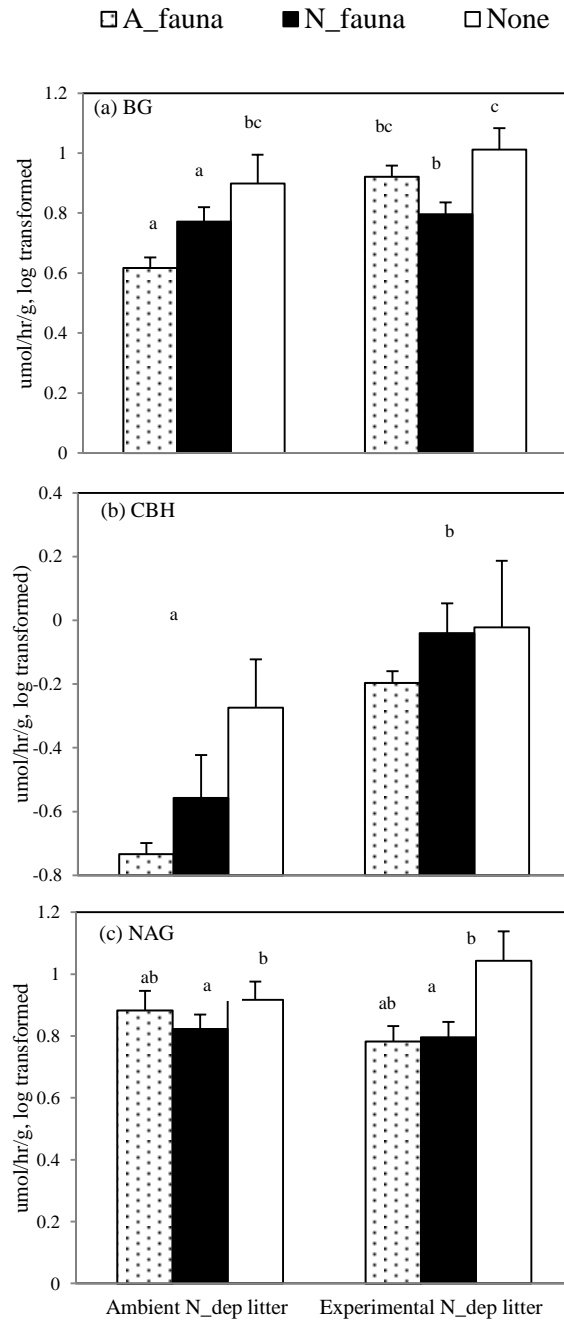 A_fauna N_fauna None
1.2
(a) BG
bc
bc
c
1
a
b
0.8
a
0.6
0.4
0.2
0
umol/hr/g, log transformed
0.4
(b) CBH
0.2
b
0
a
-0.2
-0.4
-0.6
-0.8
umol/hr/g, log transformed)
1.2
(c) NAG
b
1
ab
a
b
ab
a
0.8
0.6
0.4
0.2
0
umol/hr/g, log transformed
Ambient N_dep litter Experimental N_dep litter